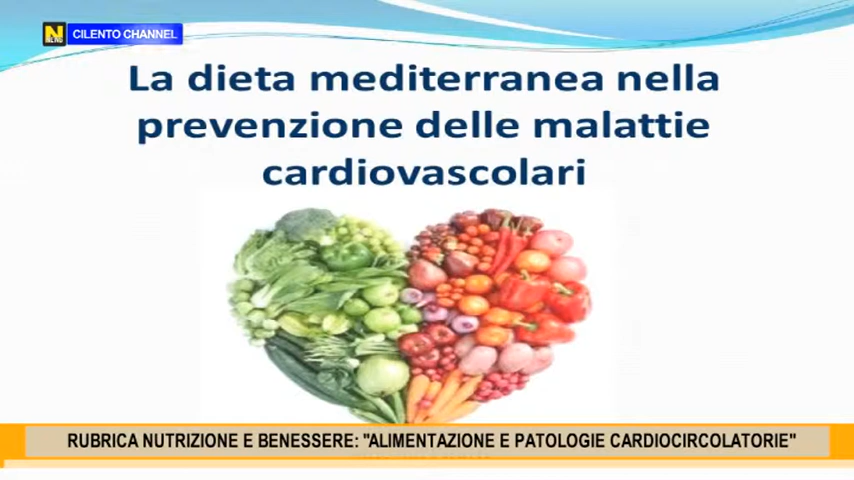 CILENTO CHANNEL
La dieta mediterranea nella
prevenzione delle malattie
cardiovascolari
RUBRICA NUTRIZIONE E BENESSERE: "ALIMENTAZIONE E PATOLOGIE CARDIOCIRCOLATORIE"